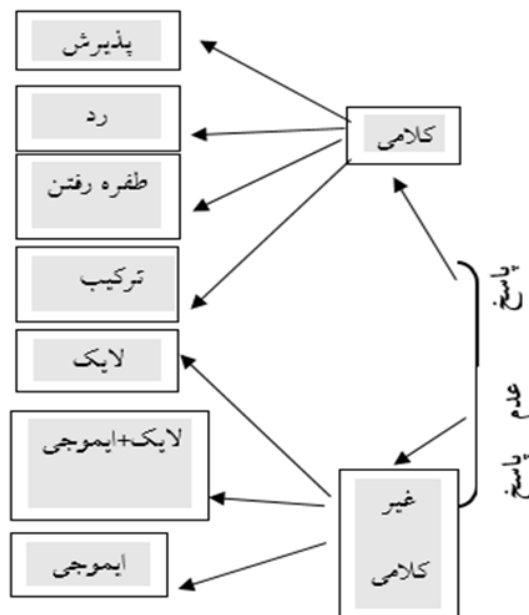 پاسخ
عدم
پاسخ
کلامی
پذیرش
رد
طفره رفتن
ترکیب
غیر
کلامی
لایک
لایک+ایموجی
ایموجی